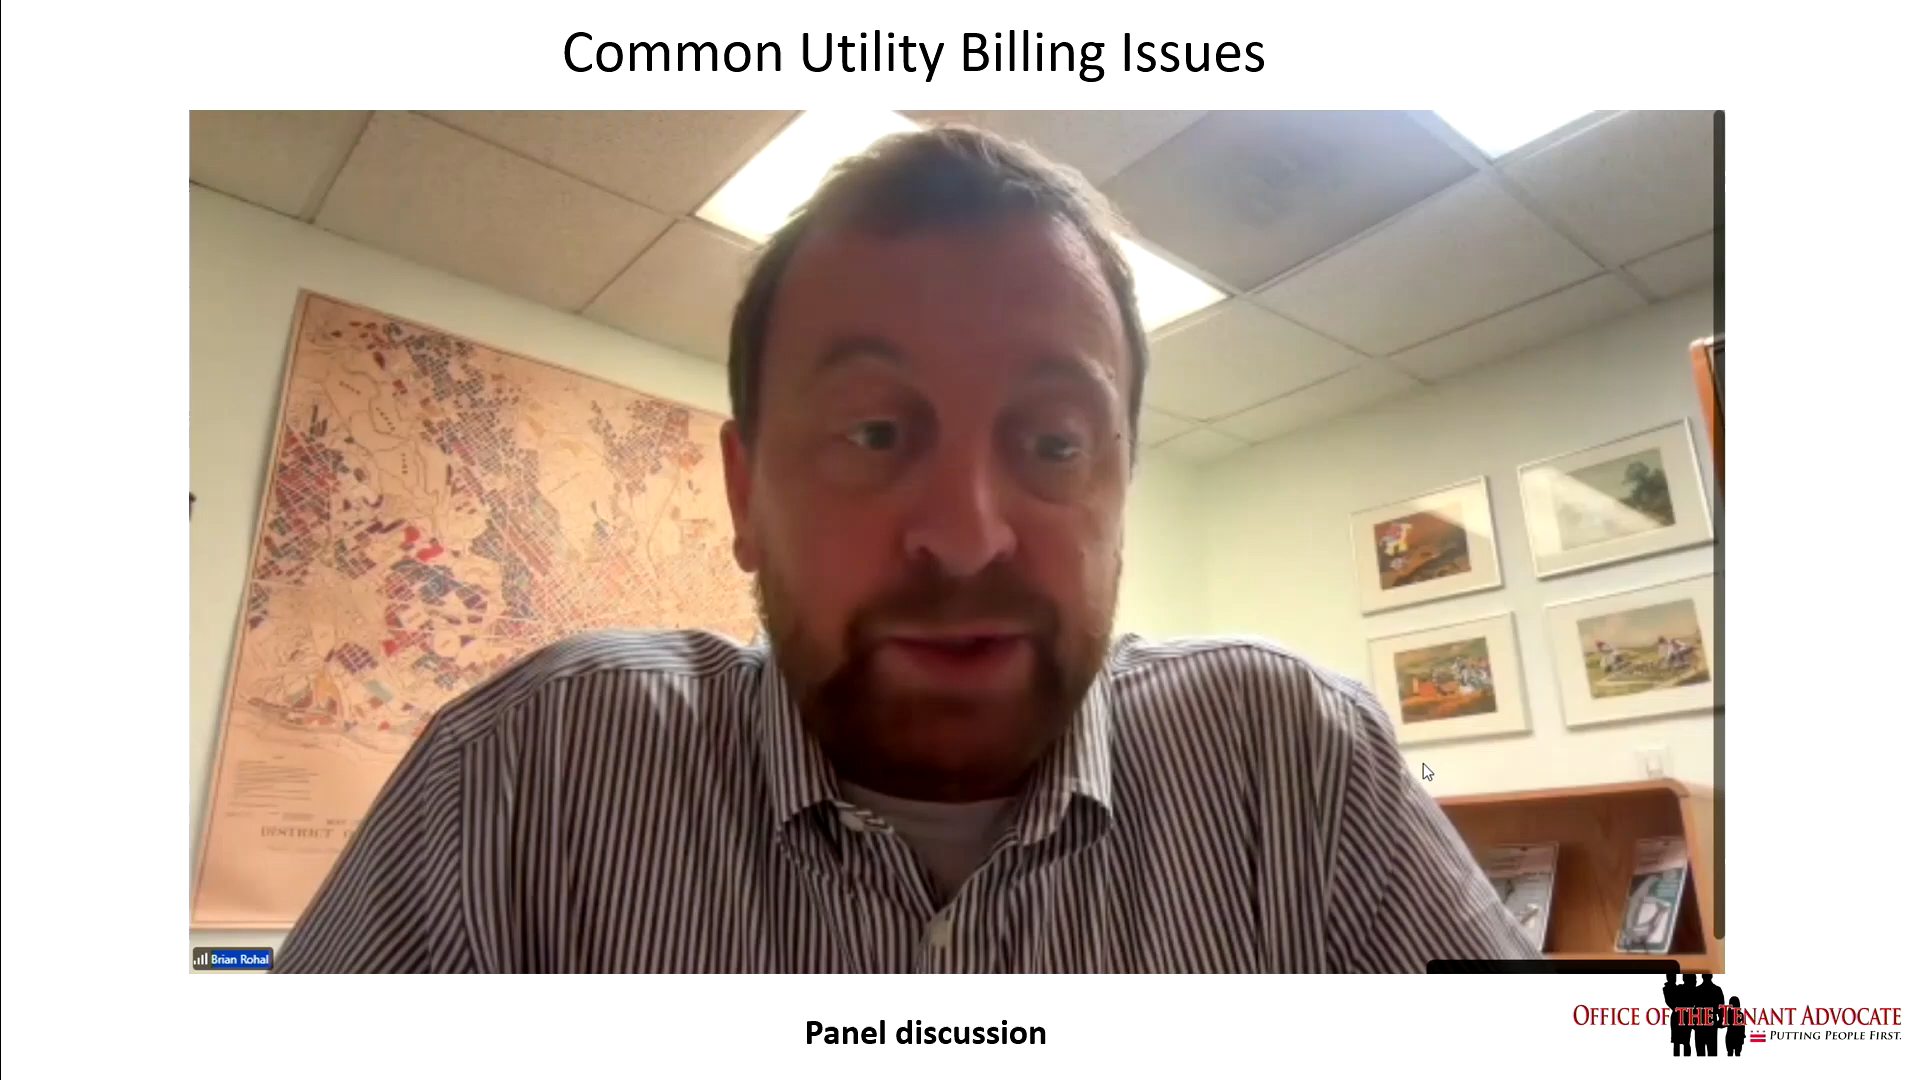 Common Utility Billing Issues
DISTRICT
Brian Rohal
Panel discussion
OFFICE OF THE TENANT ADVOCATE
PUTTING PEOPLE FIRST.